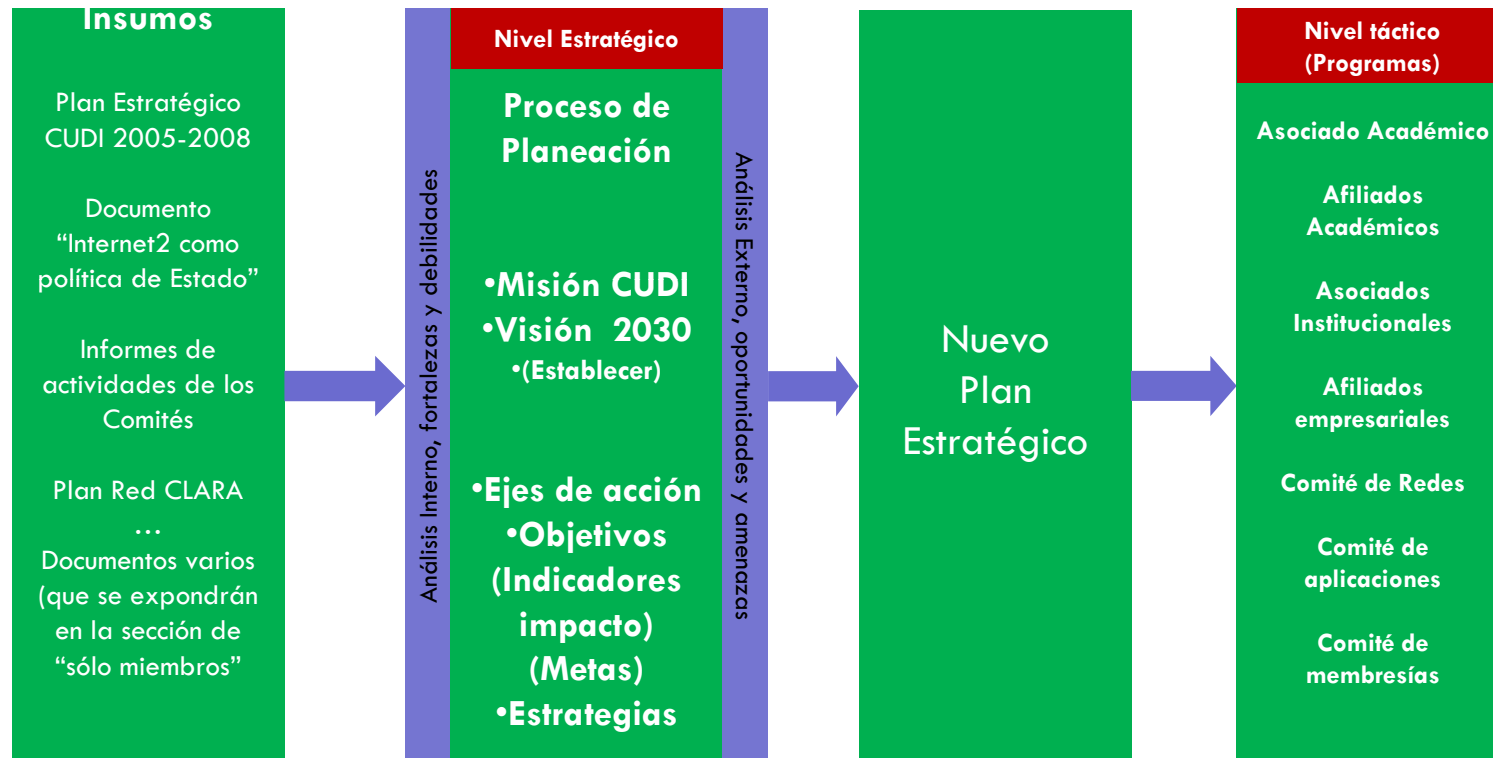 Insumos
Plan Estratégico
CUDI 2005-2008
Documento
“Internet2 como
política de Estado”
Informes de
actividades de los
Comités
Plan Red CLARA
…
Documentos varios
(que se expondrán
en la sección de
“sólo miembros”
Análisis Interno, fortalezas y debilidades
Nivel Estratégico
Proceso de
Planeación
•Misión CUDI
•Visión 2030
•(Establecer)
•Ejes de acción
•Objetivos
(Indicadores
impacto)
(Metas)
•Estrategias
Análisis Externo, oportunidades y amenazas
Nuevo
Plan
Estratégico
Nivel táctico
(Programas)
Asociado Académico
Afiliados
Académicos
Asociados
Institucionales
Afiliados
empresariales
Comité de Redes
Comité de
aplicaciones
Comité de
membresías